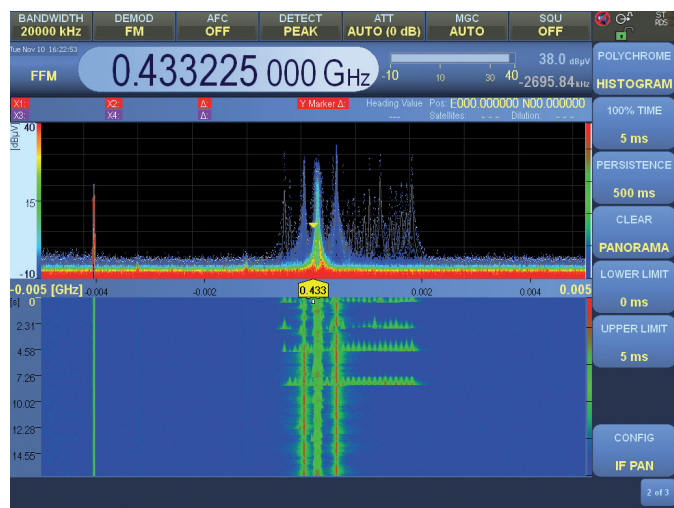 BANDWIDTH DEMOD AFC DETECT ATT MGC SQU
20000 kHz FM OFF PEAK AUTO (0 dB) AUTO OFF
ST
RDS
Tue Nov 10 16:22:53
FFM
0.433225 000 GHz
-10 10 30 40
38.0 dBµV
-2695.84 kHz
X1: X2: Δ: Y Marker Δ: Heading Value Pos: E000.000000 N00.000000
X3: X4: Δ: --- Satellites: --- Dilution: ---
[dBµV]
40
15
-10
-0.005 [GHz] -0.004 -0.002 0.433 0.002 0.004 0.005
[s] 0
2.31
4.58
7.26
10.02
12.28
14.55
POLYCHROME
HISTOGRAM
100% TIME
5 ms
PERSISTENCE
500 ms
CLEAR
PANORAMA
LOWER LIMIT
0 ms
UPPER LIMIT
5 ms
CONFIG
IF PAN
2 of 3